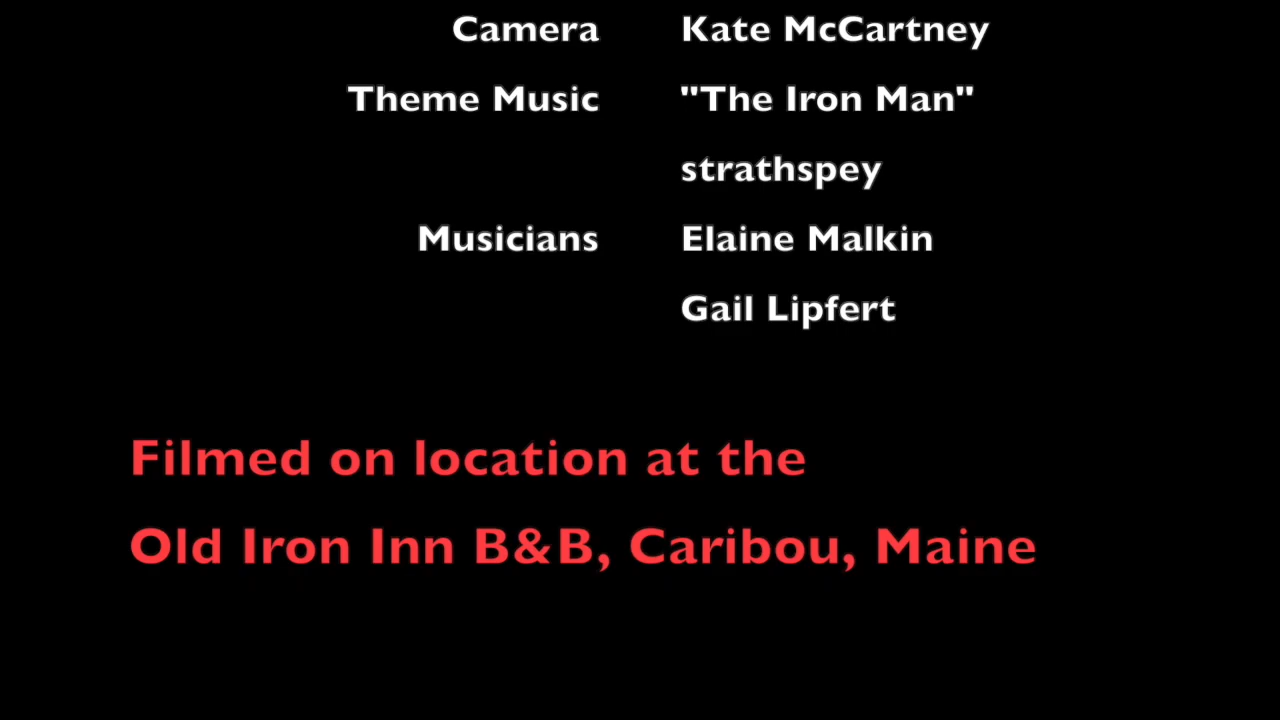 Camera Kate McCartney
Theme Music "The Iron Man"
strathspey
Musicians Elaine Malkin
Gail Lipfert
Filmed on location at the
Old Iron Inn B&B, Caribou, Maine